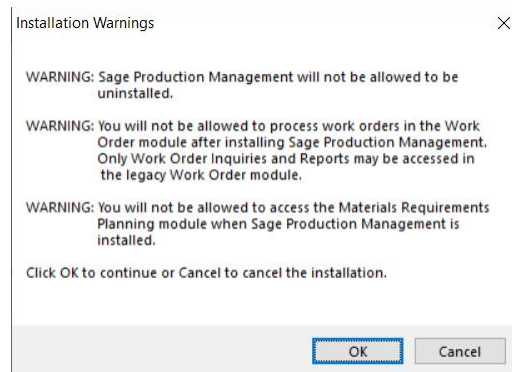 Installation Warnings
WARNING: Sage Production Management will not be allowed to be
uninstalled.
WARNING: You will not be allowed to process work orders in the Work
Order module after installing Sage Production Management.
Only Work Order Inquiries and Reports may be accessed in
the legacy Work Order module.
WARNING: You will not be allowed to access the Materials Requirements
Planning module when Sage Production Management is
installed.
Click OK to continue or Cancel to cancel the installation.
OK Cancel